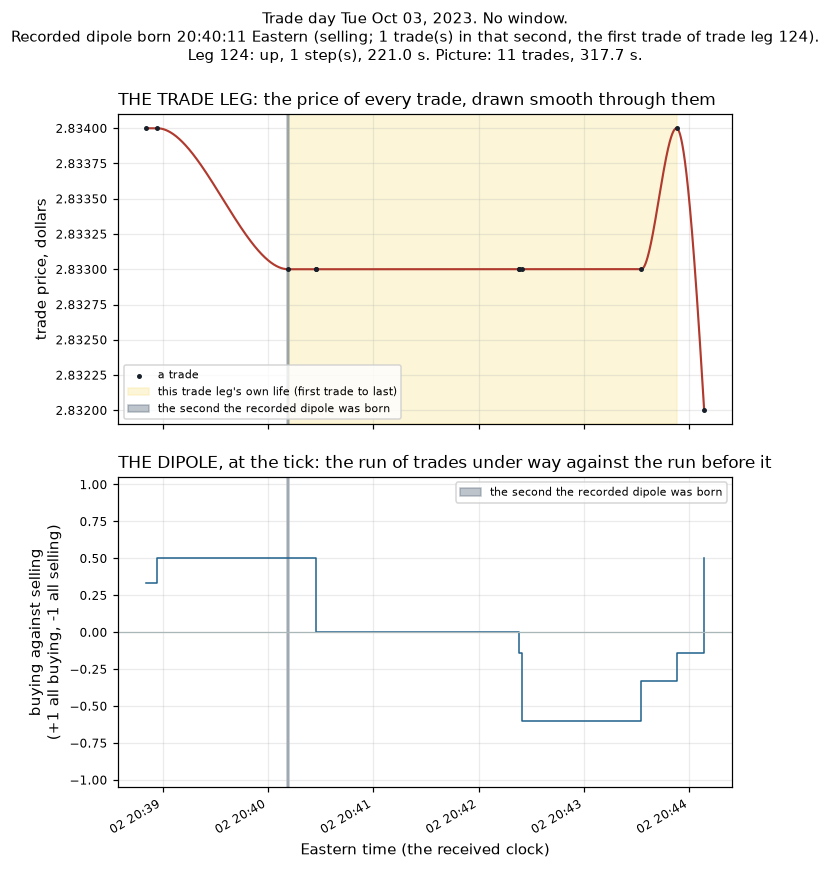 Trade day Tue Oct 03, 2023. No window.
Recorded dipole born 20:40:11 Eastern (selling; 1 trade(s) in that second, the first trade of trade leg 124).
Leg 124: up, 1 step(s), 221.0 s. Picture: 11 trades, 317.7 s.
THE TRADE LEG: the price of every trade, drawn smooth through them
2.83400
2.83375
2.83350
2.83325
2.83300
2.83275
2.83250
2.83225
2.83200
trade price, dollars
a trade
this trade leg's own life (first trade to last)
the second the recorded dipole was born
THE DIPOLE, at the tick: the run of trades under way against the run before it
1.00
0.75
0.50
0.25
0.00
−0.25
−0.50
−0.75
−1.00
buying against selling
(+1 all buying, -1 all selling)
the second the recorded dipole was born
02 20:39
02 20:40
02 20:41
02 20:42
02 20:43
02 20:44
Eastern time (the received clock)